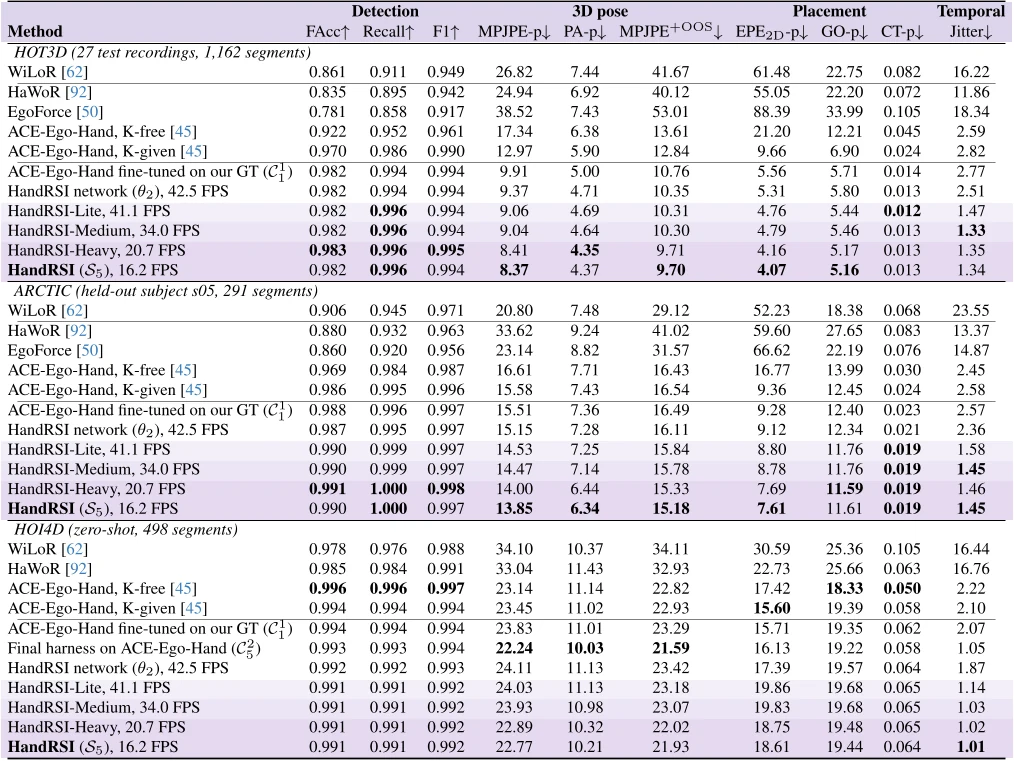 Detection 3D pose Placement Temporal
Method FAcc↑ Recall↑ F1↑ MPJPE-p↓ PA-p↓ MPJPE+OOS↓ EPE2D-p↓ GO-p↓ CT-p↓ Jitter↓
HOT3D (27 test recordings, 1,162 segments)
WiLoR [62] 0.861 0.911 0.949 26.82 7.44 41.67 61.48 22.75 0.082 16.22
HaWoR [92] 0.835 0.895 0.942 24.94 6.92 40.12 55.05 22.20 0.072 11.86
EgoForce [50] 0.781 0.858 0.917 38.52 7.43 53.01 88.39 33.99 0.105 18.34
ACE-Ego-Hand, K-free [45] 0.922 0.952 0.961 17.34 6.38 13.61 21.20 12.21 0.045 2.59
ACE-Ego-Hand, K-given [45] 0.970 0.986 0.990 12.97 5.90 12.84 9.66 6.90 0.024 2.82
ACE-Ego-Hand fine-tuned on our GT (C¹₁) 0.982 0.994 0.994 9.91 5.00 10.76 5.56 5.71 0.014 2.77
HandRSI network (θ₂), 42.5 FPS 0.982 0.994 0.994 9.37 4.71 10.35 5.31 5.80 0.013 2.51
HandRSI-Lite, 41.1 FPS 0.982 0.996 0.994 9.06 4.69 10.31 4.76 5.44 0.012 1.47
HandRSI-Medium, 34.0 FPS 0.982 0.996 0.994 9.04 4.64 10.30 4.79 5.46 0.013 1.33
HandRSI-Heavy, 20.7 FPS 0.983 0.996 0.995 8.41 4.35 9.71 4.16 5.17 0.013 1.35
HandRSI (S₅), 16.2 FPS 0.982 0.996 0.994 8.37 4.37 9.70 4.07 5.16 0.013 1.34
ARCTIC (held-out subject s05, 291 segments)
WiLoR [62] 0.906 0.945 0.971 20.80 7.48 29.12 52.23 18.38 0.068 23.55
HaWoR [92] 0.880 0.932 0.963 33.62 9.24 41.02 59.60 27.65 0.083 13.37
EgoForce [50] 0.860 0.920 0.956 23.14 8.82 31.57 66.62 22.19 0.076 14.87
ACE-Ego-Hand, K-free [45] 0.969 0.984 0.987 16.61 7.71 16.43 16.77 13.99 0.030 2.45
ACE-Ego-Hand, K-given [45] 0.986 0.995 0.996 15.58 7.43 16.54 9.36 12.45 0.024 2.58
ACE-Ego-Hand fine-tuned on our GT (C¹₁) 0.988 0.996 0.997 15.51 7.36 16.49 9.28 12.40 0.023 2.57
HandRSI network (θ₂), 42.5 FPS 0.987 0.995 0.997 15.15 7.28 16.11 9.12 12.34 0.021 2.36
HandRSI-Lite, 41.1 FPS 0.990 0.999 0.997 14.53 7.25 15.84 8.80 11.76 0.019 1.58
HandRSI-Medium, 34.0 FPS 0.990 0.999 0.997 14.47 7.14 15.78 8.78 11.76 0.019 1.45
HandRSI-Heavy, 20.7 FPS 0.991 1.000 0.998 14.00 6.44 15.33 7.69 11.59 0.019 1.46
HandRSI (S₅), 16.2 FPS 0.990 1.000 0.997 13.85 6.34 15.18 7.61 11.61 0.019 1.45
HOI4D (zero-shot, 498 segments)
WiLoR [62] 0.978 0.976 0.988 34.10 10.37 34.11 30.59 25.36 0.105 16.44
HaWoR [92] 0.985 0.984 0.991 33.04 11.43 32.93 22.73 25.66 0.063 16.76
ACE-Ego-Hand, K-free [45] 0.996 0.996 0.997 23.14 11.14 22.82 17.42 18.33 0.050 2.22
ACE-Ego-Hand, K-given [45] 0.994 0.994 0.994 23.45 11.02 22.93 15.60 19.39 0.058 2.10
ACE-Ego-Hand fine-tuned on our GT (C¹₁) 0.994 0.994 0.994 23.83 11.01 23.29 15.71 19.35 0.062 2.07
Final harness on ACE-Ego-Hand (C²₅) 0.993 0.993 0.994 22.24 10.03 21.59 16.13 19.22 0.058 1.05
HandRSI network (θ₂), 42.5 FPS 0.992 0.992 0.993 24.11 11.13 23.42 17.39 19.57 0.064 1.87
HandRSI-Lite, 41.1 FPS 0.991 0.991 0.992 24.03 11.13 23.18 19.86 19.68 0.065 1.14
HandRSI-Medium, 34.0 FPS 0.991 0.991 0.992 23.93 10.98 23.07 19.83 19.68 0.065 1.03
HandRSI-Heavy, 20.7 FPS 0.991 0.991 0.992 22.89 10.32 22.02 18.75 19.48 0.065 1.02
HandRSI (S₅), 16.2 FPS 0.991 0.991 0.992 22.77 10.21 21.93 18.61 19.44 0.064 1.01